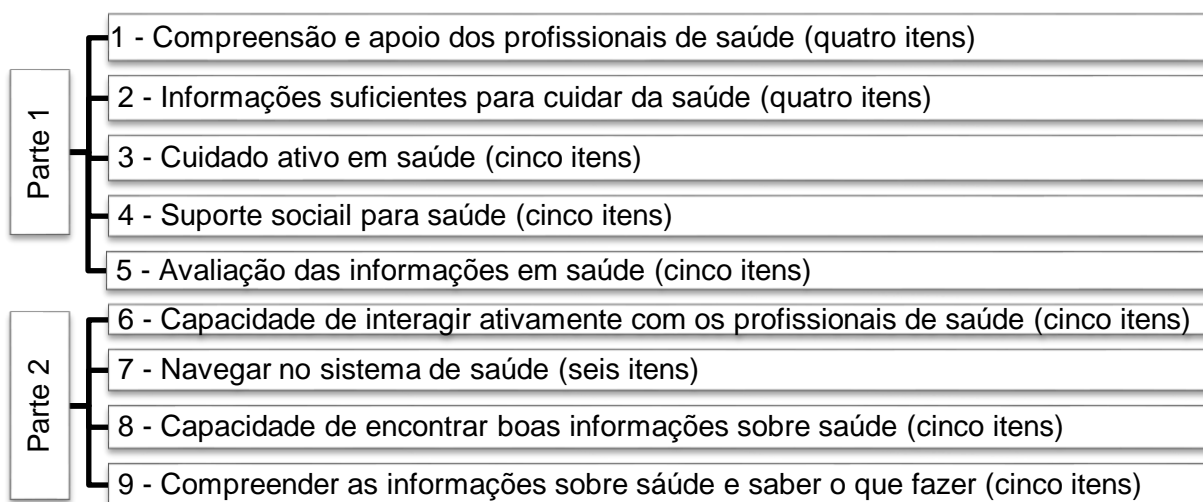 Parte 1
1 - Compreensão e apoio dos profissionais de saúde (quatro itens)
2 - Informações suficientes para cuidar da saúde (quatro itens)
3 - Cuidado ativo em saúde (cinco itens)
4 - Suporte sociail para saúde (cinco itens)
5 - Avaliação das informações em saúde (cinco itens)
Parte 2
6 - Capacidade de interagir ativamente com os profissionais de saúde (cinco itens)
7 - Navegar no sistema de saúde (seis itens)
8 - Capacidade de encontrar boas informações sobre saúde (cinco itens)
9 - Compreender as informações sobre sáúde e saber o que fazer (cinco itens)